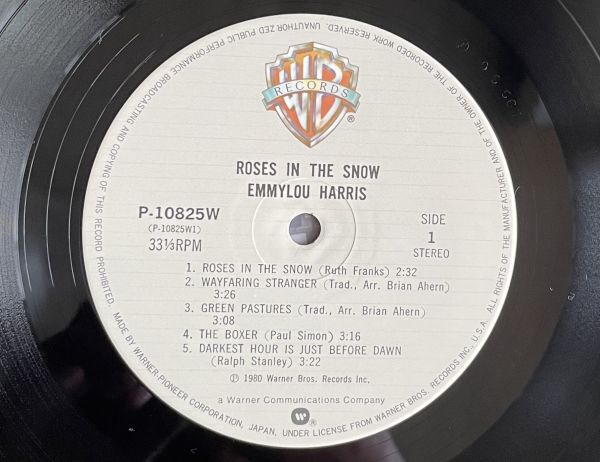 WB
RECORDS
®
ROSES IN THE SNOW
EMMYLOU HARRIS
P-10825W
(P-10825W1)
33⅓RPM
SIDE
1
STEREO
1. ROSES IN THE SNOW (Ruth Franks) 2:32
2. WAYFARING STRANGER (Trad., Arr. Brian Ahern)
3:26
3. GREEN PASTURES (Trad., Arr. Brian Ahern)
3:08
4. THE BOXER (Paul Simon) 3:16
5. DARKEST HOUR IS JUST BEFORE DAWN
(Ralph Stanley) 3:22
Ⓟ 1980 Warner Bros. Records Inc.
a Warner Communications Company
®
MADE BY WARNER-PIONEER CORPORATION, JAPAN, UNDER LICENSE FROM WARNER BROS. RECORDS INC., U.S.A. ALL RIGHTS OF THE MANUFACTURER AND OF THE OWNER OF THE RECORDED WORK RESERVED. UNAUTHORIZED PUBLIC PERFORMANCE BROADCASTING AND COPYING OF THIS RECORD PROHIBITED.